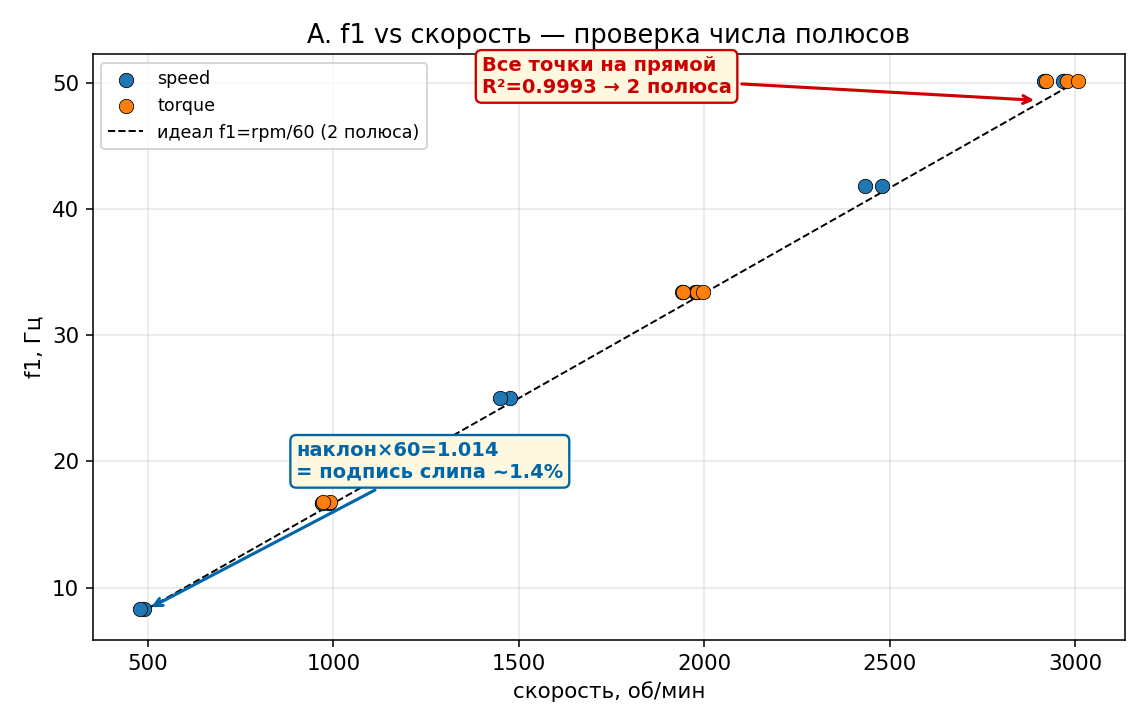 А. f1 vs скорость — проверка числа полюсов
speed
torque
идеал f1=rpm/60 (2 полюса)
Все точки на прямой
R²=0.9993 → 2 полюса
наклон×60=1.014
= подпись слипа ~1.4%
f1, Гц
50
40
30
20
10
500
1000
1500
2000
2500
3000
скорость, об/мин